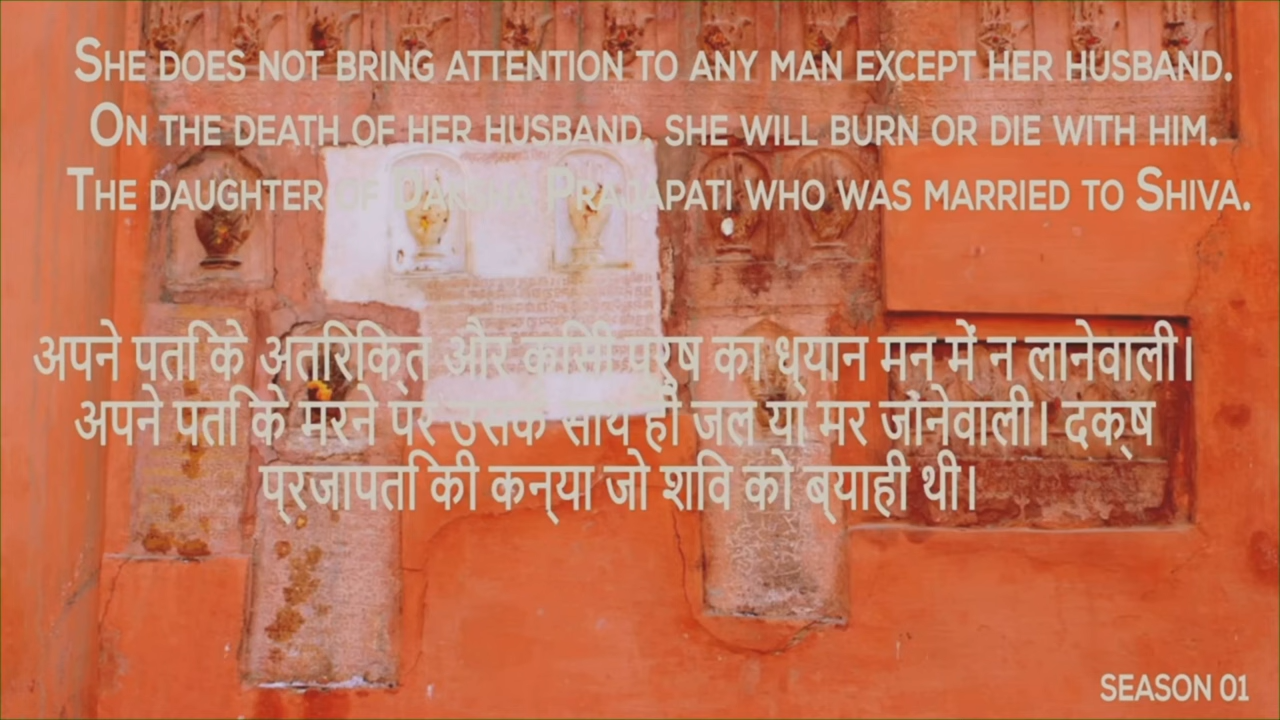 She does not bring attention to any man except her husband.
On the death of her husband, she will burn or die with him.
The daughter of Daksha Prajapati who was married to Shiva.
अपने पति के अतिरिक्ति और किसी पुरुष का ध्यान मन में न लानेवाली।
अपने पति के मरने पर उसके साथ ही जल या मर जांनेवाली। दक्ष
प्रजापति की कन्या जो शिव को ब्याही थी।
SEASON 01